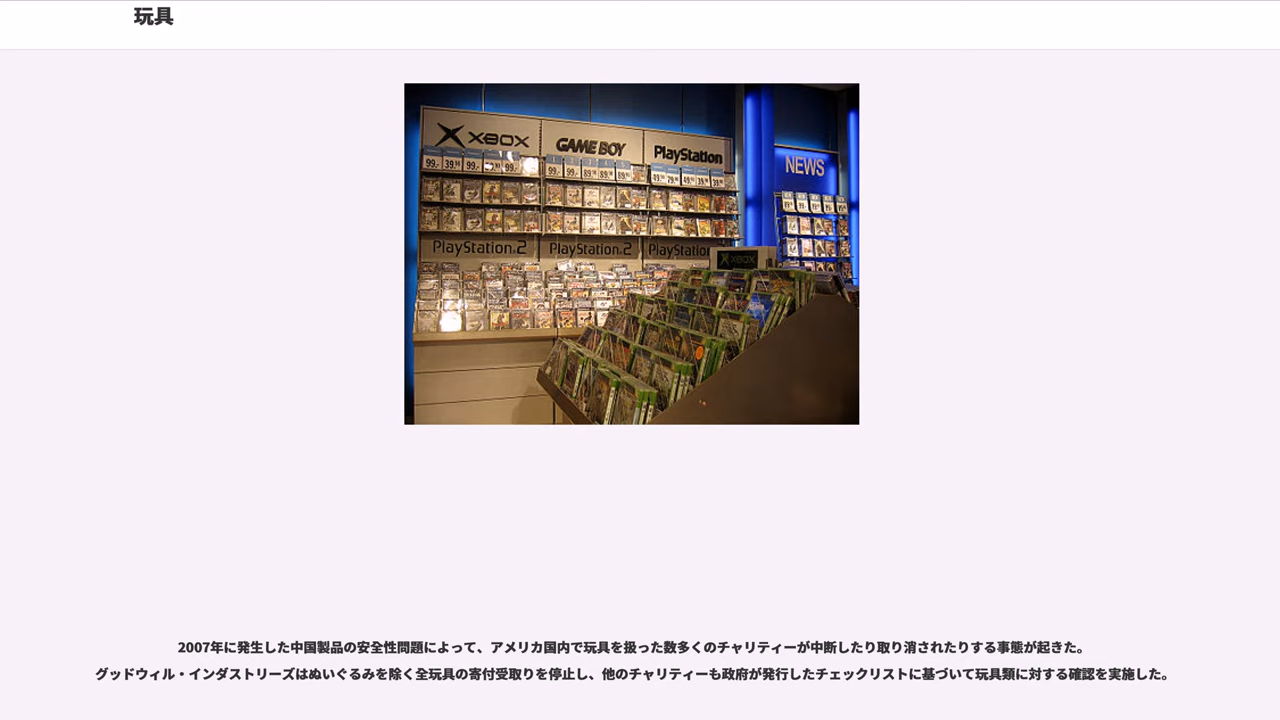 玩具
XBOX
GAME BOY
PlayStation
NEWS
99.- 39.90 99.-
99.-
PlayStation 2
PlayStation 2
PlayStation
XBOX
2007年に発生した中国製品の安全性問題によって、アメリカ国内で玩具を扱った数多くのチャリティーが中断したり取り消されたりする事態が起きた。
グッドウィル・インダストリーズはぬいぐるみを除く全玩具の寄付受取りを停止し、他のチャリティーも政府が発行したチェックリストに基づいて玩具類に対する確認を実施した。